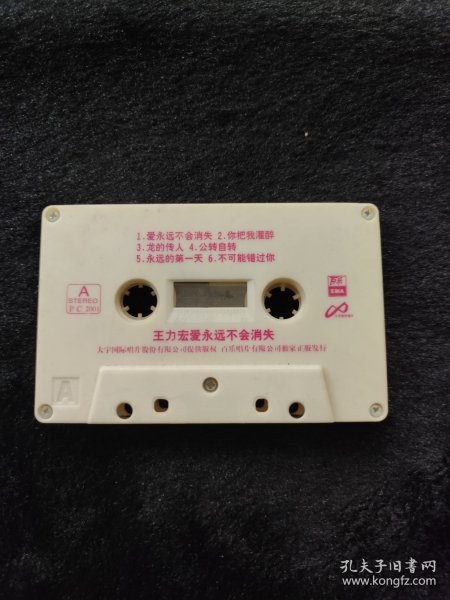 1.爱永远不会消失 2.你把我灌醉
3.龙的传人 4.公转自转
5.永远的第一天 6.不可能错过你
A
STEREO
P C 2001
王力宏爱永远不会消失
大宇国际唱片股份有限公司提供版权 百乐唱片有限公司独家正版发行
A
孔夫子旧书网
www.kongfz.com